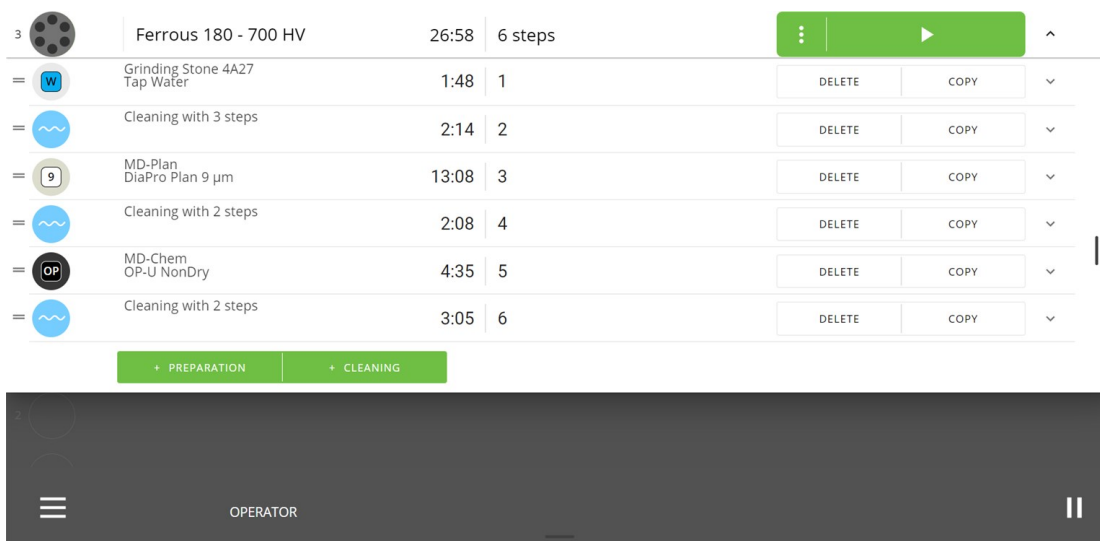 3 Ferrous 180 - 700 HV 26:58 6 steps
W Grinding Stone 4A27
Tap Water 1:48 1 DELETE COPY
Cleaning with 3 steps 2:14 2 DELETE COPY
9 MD-Plan
DiaPro Plan 9 µm 13:08 3 DELETE COPY
Cleaning with 2 steps 2:08 4 DELETE COPY
OP MD-Chem
OP-U NonDry 4:35 5 DELETE COPY
Cleaning with 2 steps 3:05 6 DELETE COPY
+ PREPARATION + CLEANING
2
OPERATOR